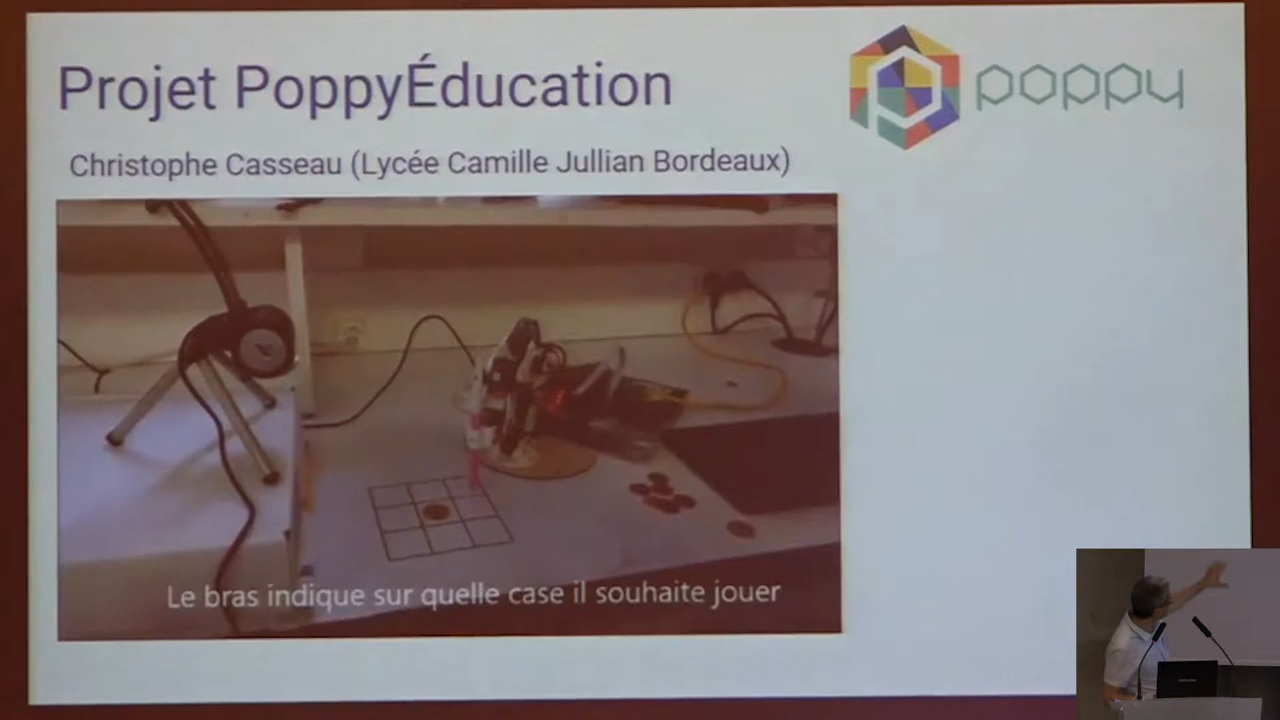 Projet PoppyÉducation
poppy
Christophe Casseau (Lycée Camille Jullian Bordeaux)
Le bras indique sur quelle case il souhaite jouer